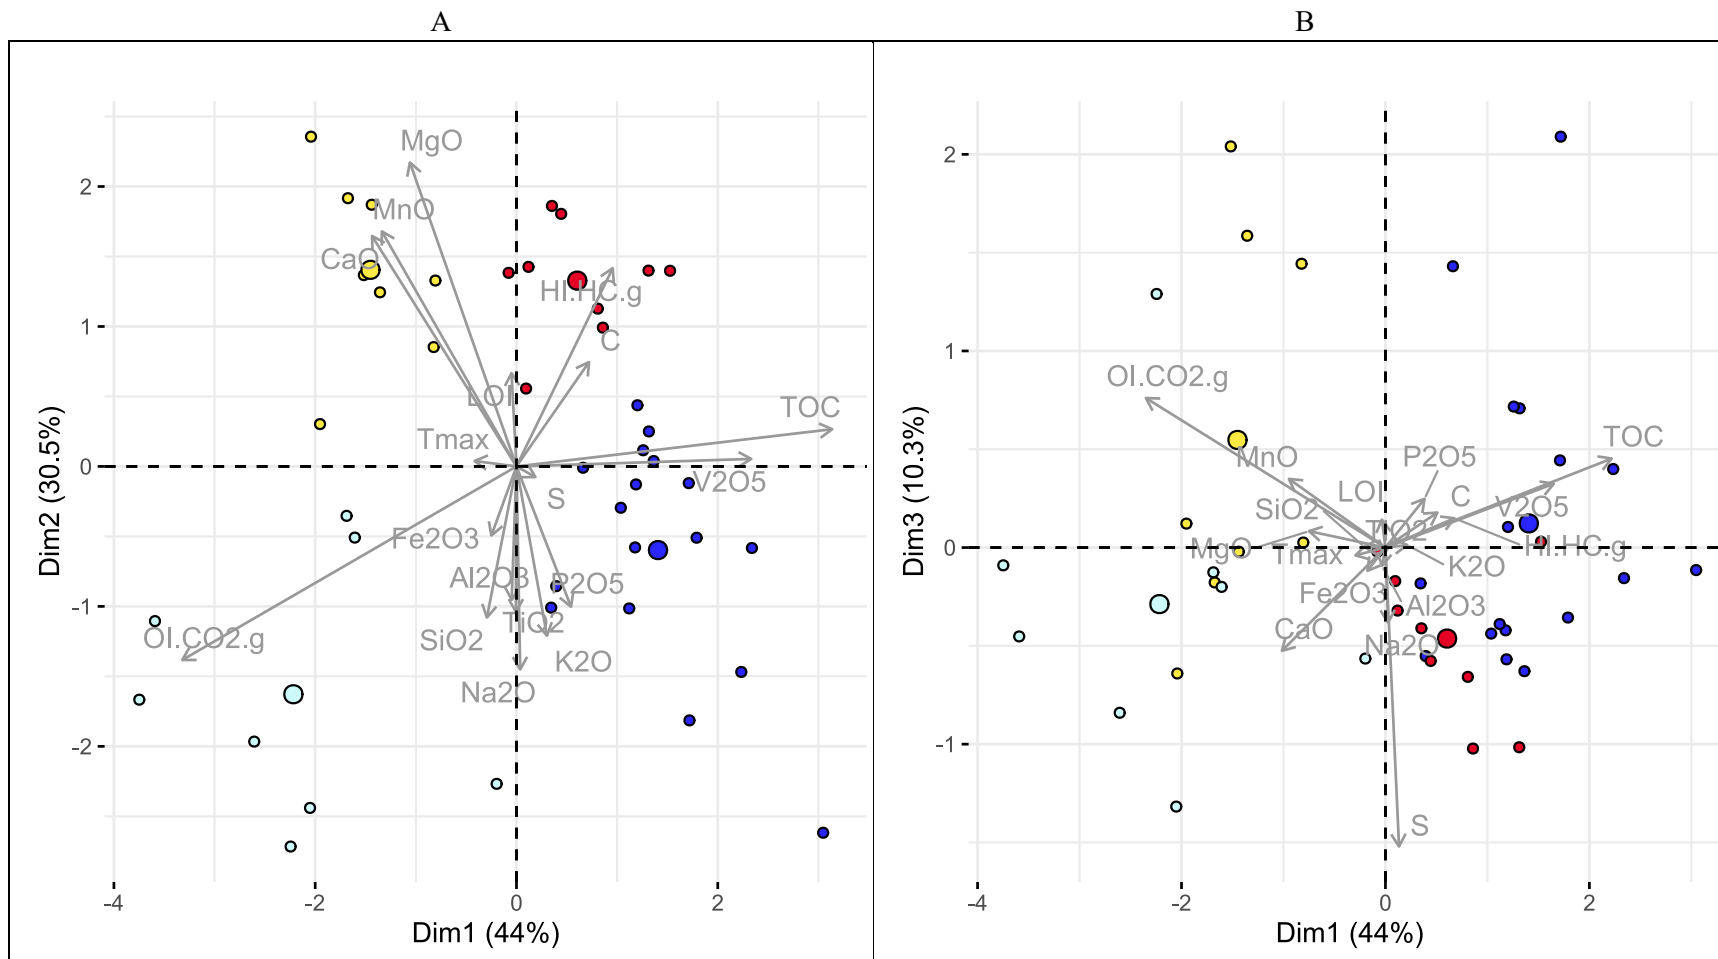 A
B
MgO
MnO
CaO
HI.HC.g
C
LOI
TOC
Tmax
V2O5
S
Fe2O3
Al2O3
P2O5
TiO2
SiO2
K2O
OI.CO2.g
Na2O
2
1
0
-1
-2
-4
-2
0
2
Dim1 (44%)
Dim2 (30.5%)
OI.CO2.g
MnO
P2O5
TOC
LOI
C
SiO2
V2O5
TiO2
MgO
Tmax
HI.HC.g
K2O
Fe2O3
Al2O3
CaO
Na2O
S
2
1
0
-1
-4
-2
0
2
Dim1 (44%)
Dim3 (10.3%)